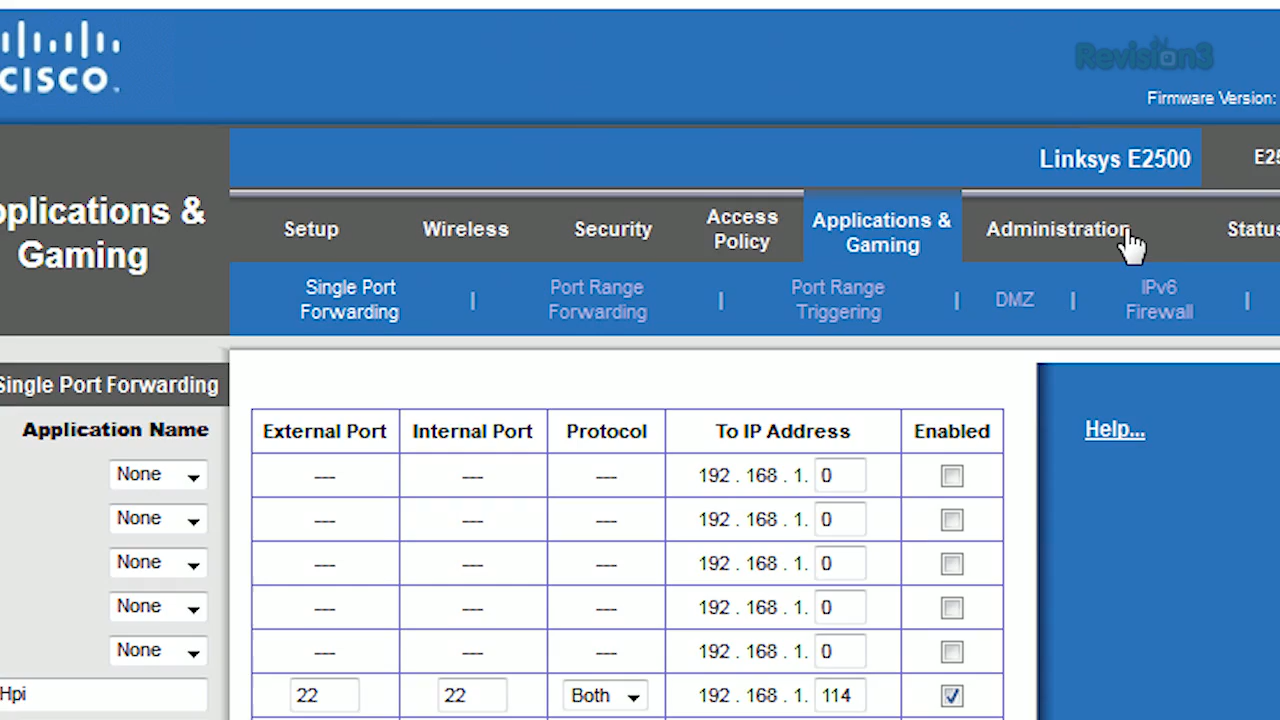 CISCO.
Revision3
Firmware Version:
Linksys E2500
Applications &
Gaming
Setup
Wireless
Security
Access
Policy
Applications &
Gaming
Administration
Single Port
Forwarding
|
Port Range
Forwarding
|
Port Range
Triggering
|
DMZ
|
IPv6
Firewall
|
Single Port Forwarding
Application Name
External Port Internal Port Protocol To IP Address Enabled
Help...
None --- --- --- 192 . 168 . 1. 0
None --- --- --- 192 . 168 . 1. 0
None --- --- --- 192 . 168 . 1. 0
None --- --- --- 192 . 168 . 1. 0
None --- --- --- 192 . 168 . 1. 0
Hpi 22 22 Both 192 . 168 . 1. 114